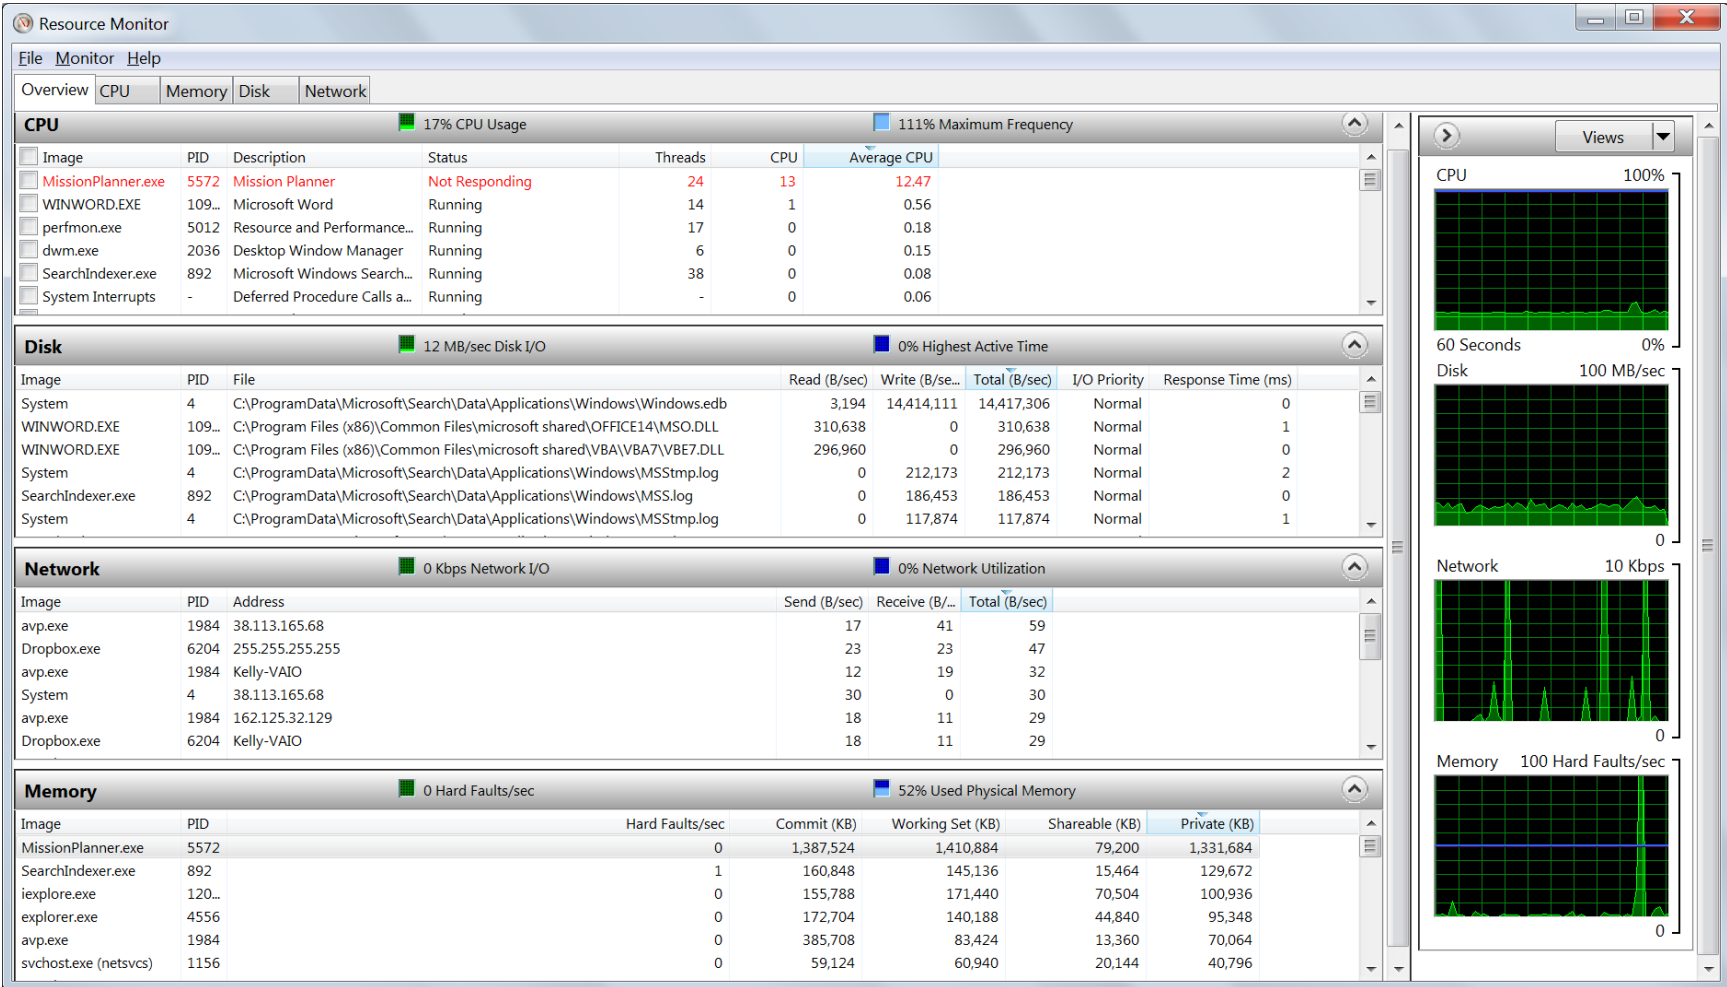 Resource Monitor
File Monitor Help
Overview CPU Memory Disk Network
CPU 17% CPU Usage 111% Maximum Frequency
Image PID Description Status Threads CPU Average CPU
MissionPlanner.exe 5572 Mission Planner Not Responding 24 13 12.47
WINWORD.EXE 109... Microsoft Word Running 14 1 0.56
perfmon.exe 5012 Resource and Performance... Running 17 0 0.18
dwm.exe 2036 Desktop Window Manager Running 6 0 0.15
SearchIndexer.exe 892 Microsoft Windows Search... Running 38 0 0.08
System Interrupts - Deferred Procedure Calls a... Running - 0 0.06
Disk 12 MB/sec Disk I/O 0% Highest Active Time
Image PID File Read (B/sec) Write (B/se... Total (B/sec) I/O Priority Response Time (ms)
System 4 C:\ProgramData\Microsoft\Search\Data\Applications\Windows\Windows.edb 3,194 14,414,111 14,417,306 Normal 0
WINWORD.EXE 109... C:\Program Files (x86)\Common Files\microsoft shared\OFFICE14\MSO.DLL 310,638 0 310,638 Normal 1
WINWORD.EXE 109... C:\Program Files (x86)\Common Files\microsoft shared\VBA\VBA7\VBE7.DLL 296,960 0 296,960 Normal 0
System 4 C:\ProgramData\Microsoft\Search\Data\Applications\Windows\MSStmp.log 0 212,173 212,173 Normal 2
SearchIndexer.exe 892 C:\ProgramData\Microsoft\Search\Data\Applications\Windows\MSS.log 0 186,453 186,453 Normal 0
System 4 C:\ProgramData\Microsoft\Search\Data\Applications\Windows\MSStmp.log 0 117,874 117,874 Normal 1
Network 0 Kbps Network I/O 0% Network Utilization
Image PID Address Send (B/sec) Receive (B/... Total (B/sec)
avp.exe 1984 38.113.165.68 17 41 59
Dropbox.exe 6204 255.255.255.255 23 23 47
avp.exe 1984 Kelly-VAIO 12 19 32
System 4 38.113.165.68 30 0 30
avp.exe 1984 162.125.32.129 18 11 29
Dropbox.exe 6204 Kelly-VAIO 18 11 29
Memory 0 Hard Faults/sec 52% Used Physical Memory
Image PID Hard Faults/sec Commit (KB) Working Set (KB) Shareable (KB) Private (KB)
MissionPlanner.exe 5572 0 1,387,524 1,410,884 79,200 1,331,684
SearchIndexer.exe 892 1 160,848 145,136 15,464 129,672
iexplore.exe 120... 0 155,788 171,440 70,504 100,936
explorer.exe 4556 0 172,704 140,188 44,840 95,348
avp.exe 1984 0 385,708 83,424 13,360 70,064
svchost.exe (netsvcs) 1156 0 59,124 60,940 20,144 40,796
Views
CPU 100%
60 Seconds 0%
Disk 100 MB/sec
0
Network 10 Kbps
0
Memory 100 Hard Faults/sec
0